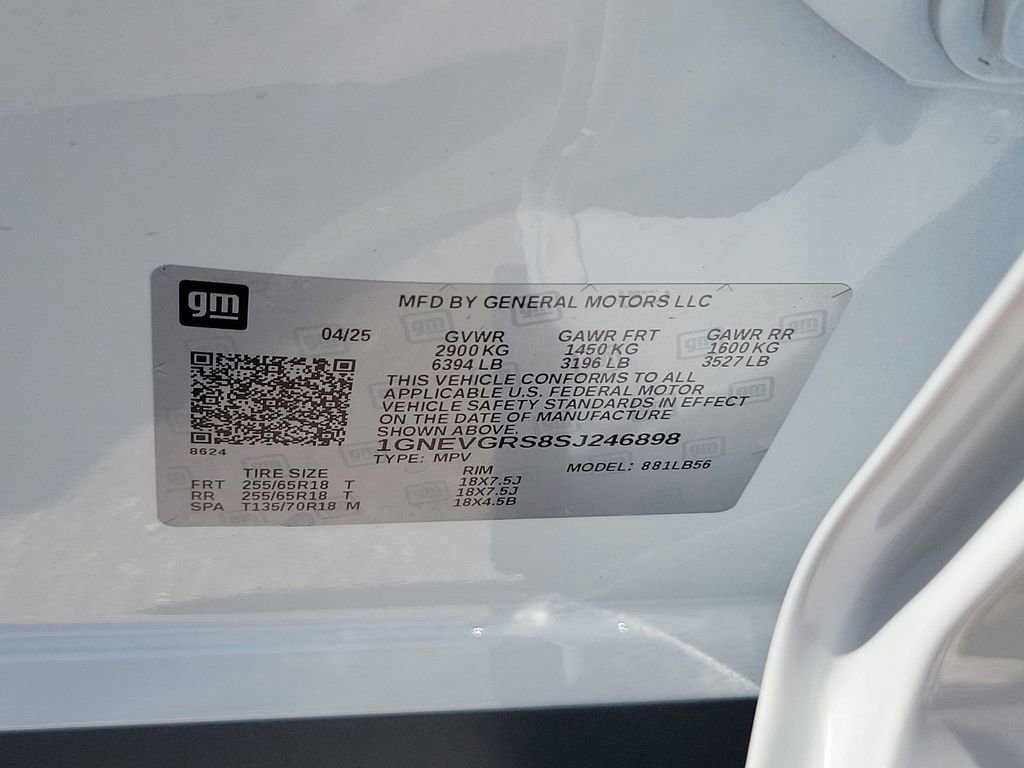 gm
MFD BY GENERAL MOTORS LLC
04/25 GVWR GAWR FRT GAWR RR
2900 KG 1450 KG 1600 KG
6394 LB 3196 LB 3527 LB
THIS VEHICLE CONFORMS TO ALL
APPLICABLE U.S. FEDERAL MOTOR
VEHICLE SAFETY STANDARDS IN EFFECT
ON THE DATE OF MANUFACTURE
SHOWN ABOVE.
1GNEVGRS8SJ246898
8624
TYPE: MPV MODEL: 881LB56
TIRE SIZE RIM
FRT 255/65R18 T 18X7.5J
RR 255/65R18 T 18X7.5J
SPA T135/70R18 M 18X4.5B